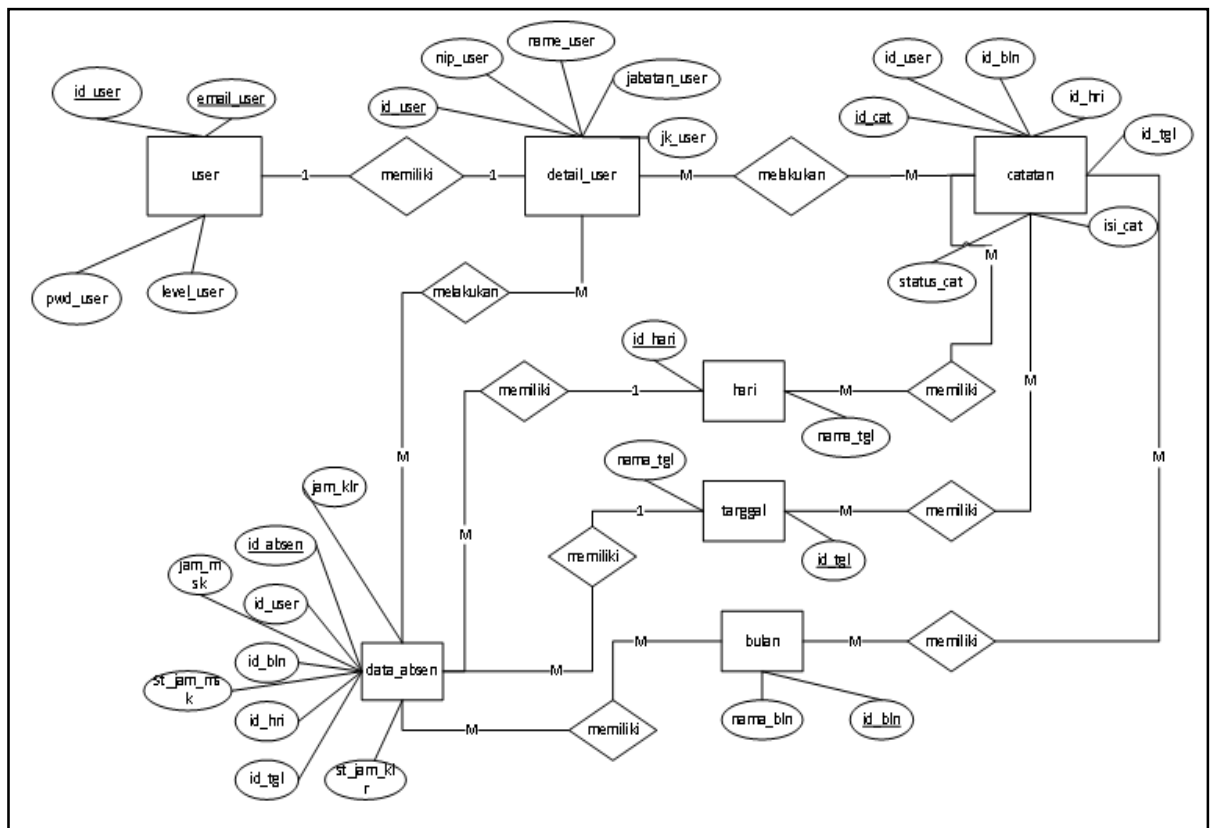 name_user
nip_user
id_user
id_bln
jabatan_user
id_user
email_user
id_user
id_hri
id_cat
id_tgl
jk_user
user
1
memiliki
1
detail_user
M
melakukan
M
catatan
isi_cat
M
status_cat
pwd_user
level_user
melakukan
M
id_hari
memiliki
1
hari
M
memiliki
M
nama_tgl
M
nama_tgl
jam_klr
1
tanggal
M
memiliki
M
M
id_absen
memiliki
id_tgl
jam_m
sk
id_user
id_bln
data_absen
M
M
bulan
M
memiliki
st_jam_ms
k
id_hri
M
memiliki
nama_bln
id_bln
id_tgl
st_jam_kl
r